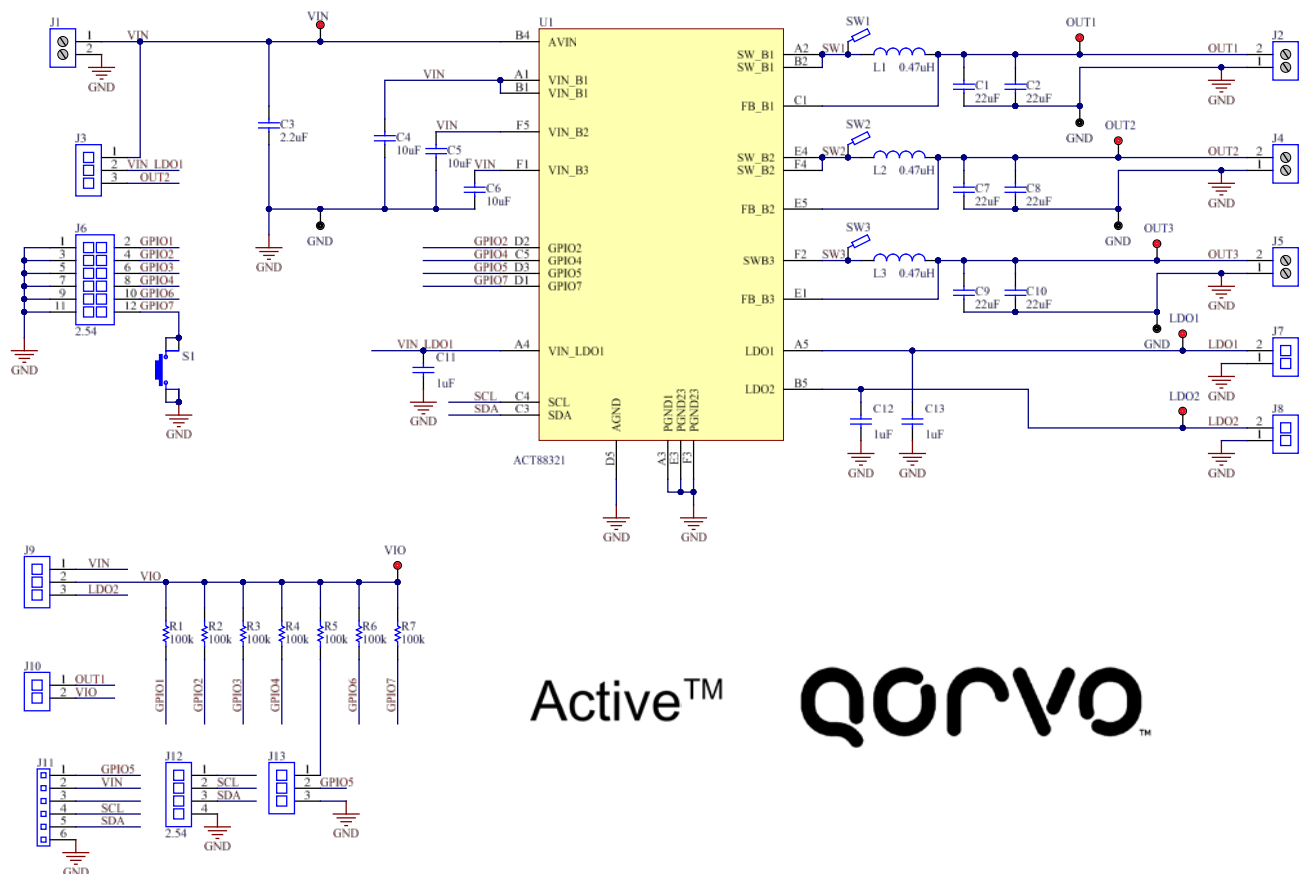 J1
1
2
VIN
GND
VIN
C3
2.2uF
GND
GND
J3
1
2
3
VIN_LDO1
OUT2
VIN
C4
10uF
VIN
C5
10uF
VIN
C6
10uF
J6
1 2 GPIO1
3 4 GPIO2
5 6 GPIO3
7 8 GPIO4
9 10 GPIO6
11 12 GPIO7
2.54
GND
S1
GND
U1
B4 AVIN
A1 VIN_B1
B1 VIN_B1
F5 VIN_B2
F1 VIN_B3
GPIO2 D2 GPIO2
GPIO4 C5 GPIO4
GPIO5 D3 GPIO5
GPIO7 D1 GPIO7
VIN_LDO1 A4 VIN_LDO1
C11
1uF
GND
SCL C4 SCL
SDA C3 SDA
AGND
PGND1
PGND23
PGND23
D5
A3
E3
F3
ACT88321
GND
GND
SW_B1 A2 SW1
SW_B1 B2
FB_B1 C1
SW1
L1 0.47uH
C1
22uF
C2
22uF
OUT1
GND
OUT1
GND
2
1
J2
SW_B2 E4 SW2
SW_B2 F4
FB_B2 E5
SW2
L2 0.47uH
C7
22uF
C8
22uF
OUT2
GND
OUT2
GND
2
1
J4
SWB3 F2 SW3
FB_B3 E1
SW3
L3 0.47uH
C9
22uF
C10
22uF
OUT3
GND
OUT3
GND
2
1
J5
LDO1 A5
LDO1
LDO1
2
1
J7
GND
LDO2 B5
C12
1uF
GND
C13
1uF
GND
LDO2
LDO2
2
1
J8
GND
J9
1 VIN
2 VIO
3 LDO2
VIO
R1
100k
R2
100k
R3
100k
R4
100k
R5
100k
R6
100k
R7
100k
GPIO1
GPIO2
GPIO3
GPIO4
GPIO6
GPIO7
J10
1 OUT1
2 VIO
J11
1 GPIO5
2 VIN
3
4 SCL
5 SDA
6
GND
J12
1
2 SCL
3 SDA
4
2.54
GND
J13
1
2 GPIO5
3
GND
Active™
QORVO™